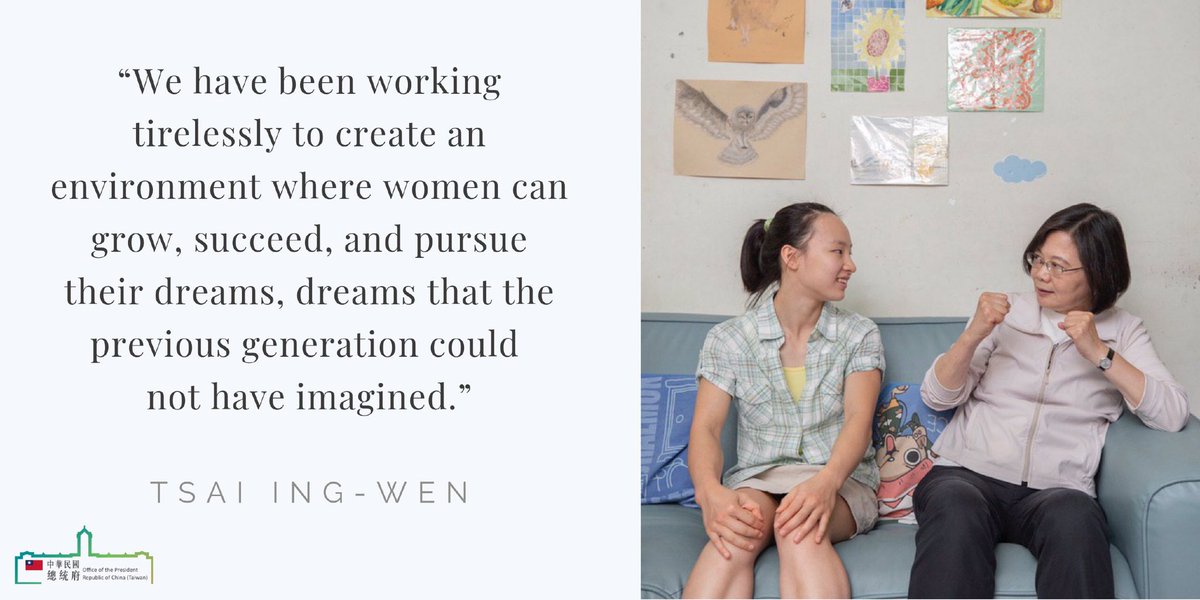 “We have been working
tirelessly to create an
environment where women can
grow, succeed, and pursue
their dreams, dreams that the
previous generation could
not have imagined.”
TSAI ING-WEN
中華民國
總統府
Office of the President
Republic of China (Taiwan)